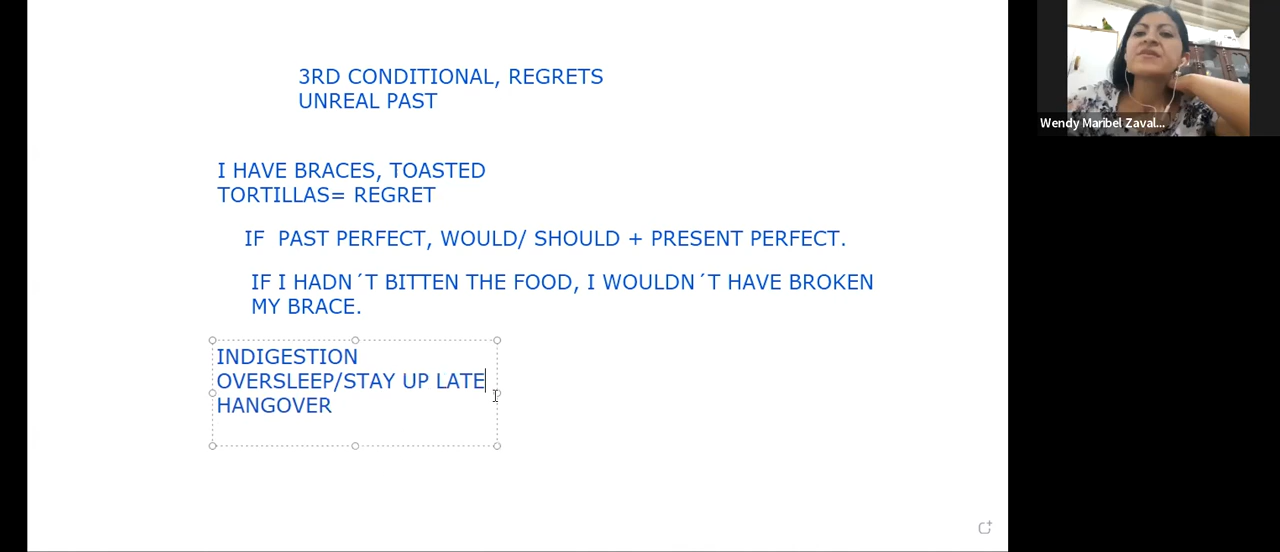 3RD CONDITIONAL, REGRETS
UNREAL PAST
I HAVE BRACES, TOASTED
TORTILLAS= REGRET
IF  PAST PERFECT, WOULD/ SHOULD + PRESENT PERFECT.
IF I HADN´T BITTEN THE FOOD, I WOULDN´T HAVE BROKEN
MY BRACE.
INDIGESTION
OVERSLEEP/STAY UP LATE
HANGOVER
Wendy Maribel Zaval...